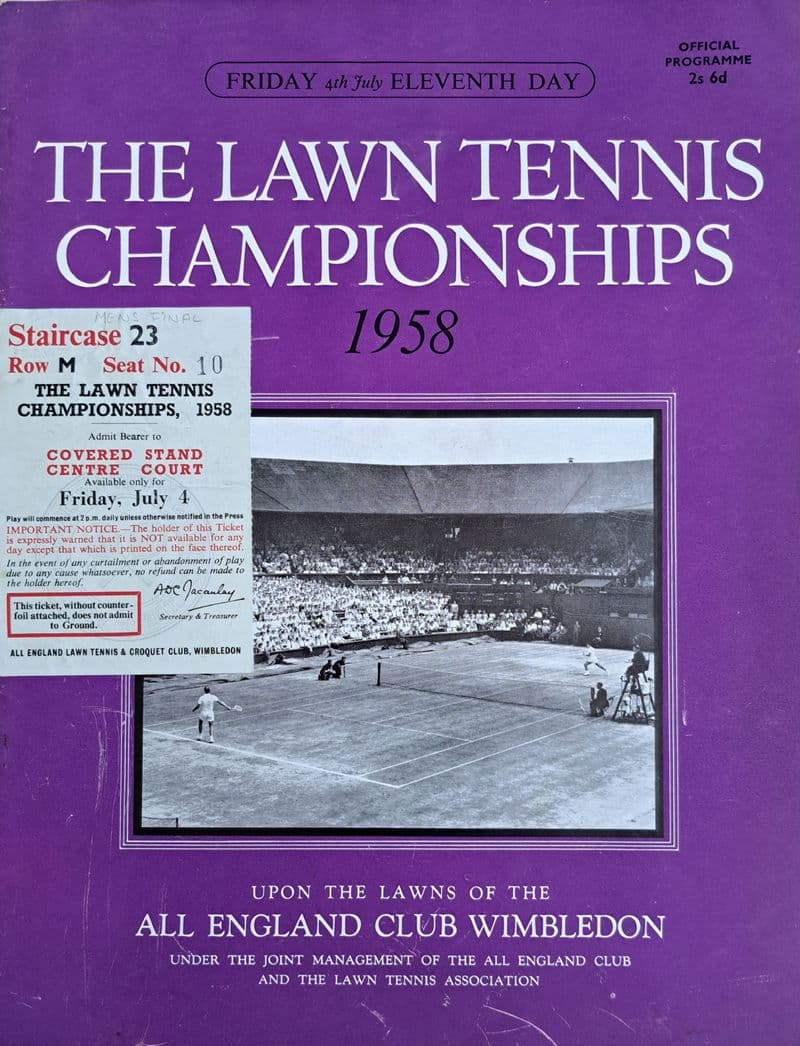 FRIDAY 4th July ELEVENTH DAY
OFFICIAL
PROGRAMME
2s 6d
THE LAWN TENNIS
CHAMPIONSHIPS
1958
MENS FINAL
Staircase 23
Row M Seat No. 10
THE LAWN TENNIS
CHAMPIONSHIPS, 1958
Admit Bearer to
COVERED STAND
CENTRE COURT
Available only for
Friday, July 4
Play will commence at 2 p.m. daily unless otherwise notified in the Press
IMPORTANT NOTICE.—The holder of this Ticket
is expressly warned that it is NOT available for any
day except that which is printed on the face thereof.
In the event of any curtailment or abandonment of play
due to any cause whatsoever, no refund can be made to
the holder hereof.
ADC Macaulay
Secretary & Treasurer
This ticket, without counter-
foil attached, does not admit
to Ground.
ALL ENGLAND LAWN TENNIS & CROQUET CLUB, WIMBLEDON
UPON THE LAWNS OF THE
ALL ENGLAND CLUB WIMBLEDON
UNDER THE JOINT MANAGEMENT OF THE ALL ENGLAND CLUB
AND THE LAWN TENNIS ASSOCIATION